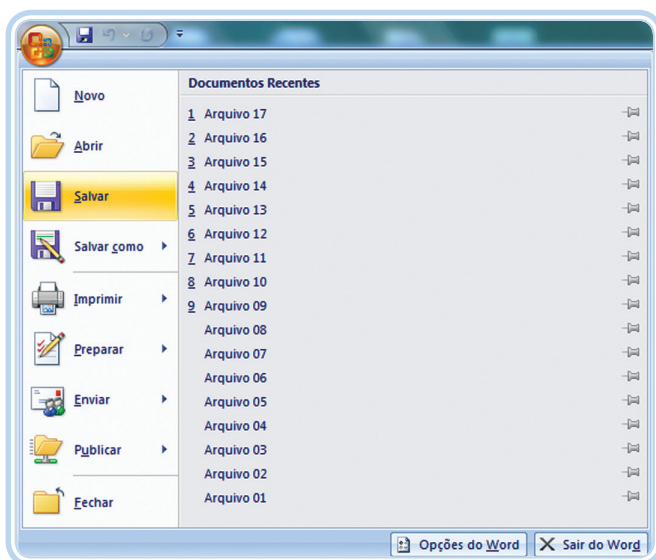 Novo
Abrir
Salvar
Salvar como
Imprimir
Preparar
Enviar
Publicar
Fechar
Documentos Recentes
1 Arquivo 17
2 Arquivo 16
3 Arquivo 15
4 Arquivo 14
5 Arquivo 13
6 Arquivo 12
7 Arquivo 11
8 Arquivo 10
9 Arquivo 09
Arquivo 08
Arquivo 07
Arquivo 06
Arquivo 05
Arquivo 04
Arquivo 03
Arquivo 02
Arquivo 01
Opções do Word
Sair do Word